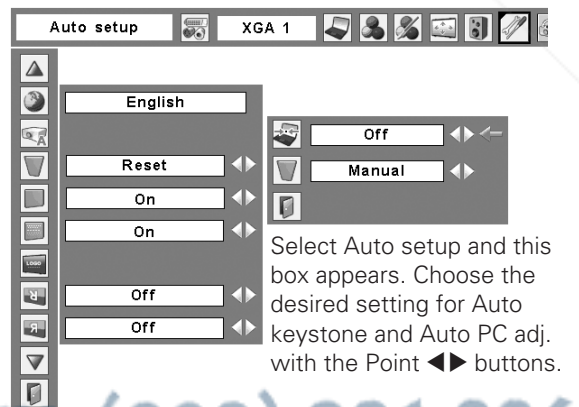 Auto setup
XGA 1
English
Off
Reset
Manual
On
LOGO
On
Select Auto setup and this
box appears. Choose the
desired setting for Auto
keystone and Auto PC adj.
with the Point ◀▶ buttons.
Off
Off